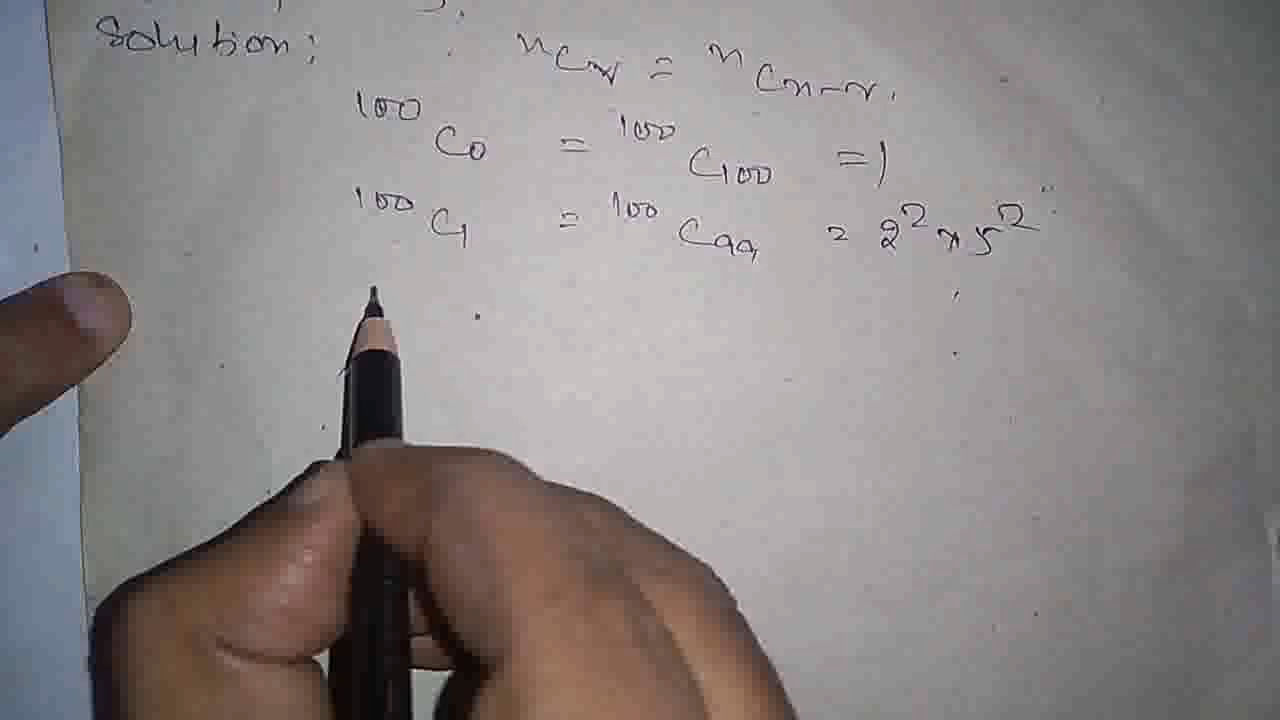 Solution:
ⁿCᵣ = ⁿCₙ₋ᵣ.
¹⁰⁰C₀ = ¹⁰⁰C₁₀₀ = 1
¹⁰⁰C₁ = ¹⁰⁰C₉₉ = 2² × 5²